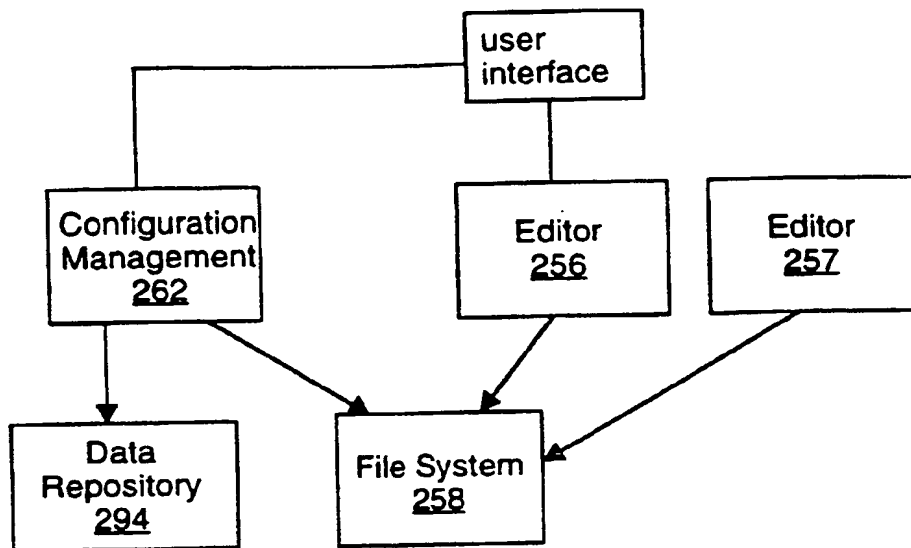 user
interface
Configuration
Management
262
Editor
256
Editor
257
Data
Repository
294
File System
258